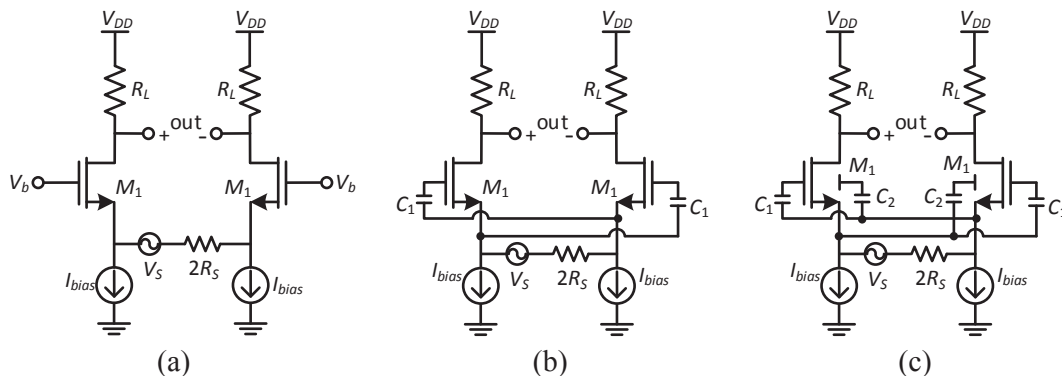 V_DD V_DD V_DD V_DD V_DD V_DD
R_L R_L R_L R_L R_L R_L
+ out - + out - + out -
V_b M_1 M_1 V_b M_1 M_1 M_1 M_1
C_1 C_1 C_1 C_2 C_2 C_1
V_S 2R_S V_S 2R_S V_S 2R_S
I_bias I_bias I_bias I_bias I_bias I_bias
(a) (b) (c)